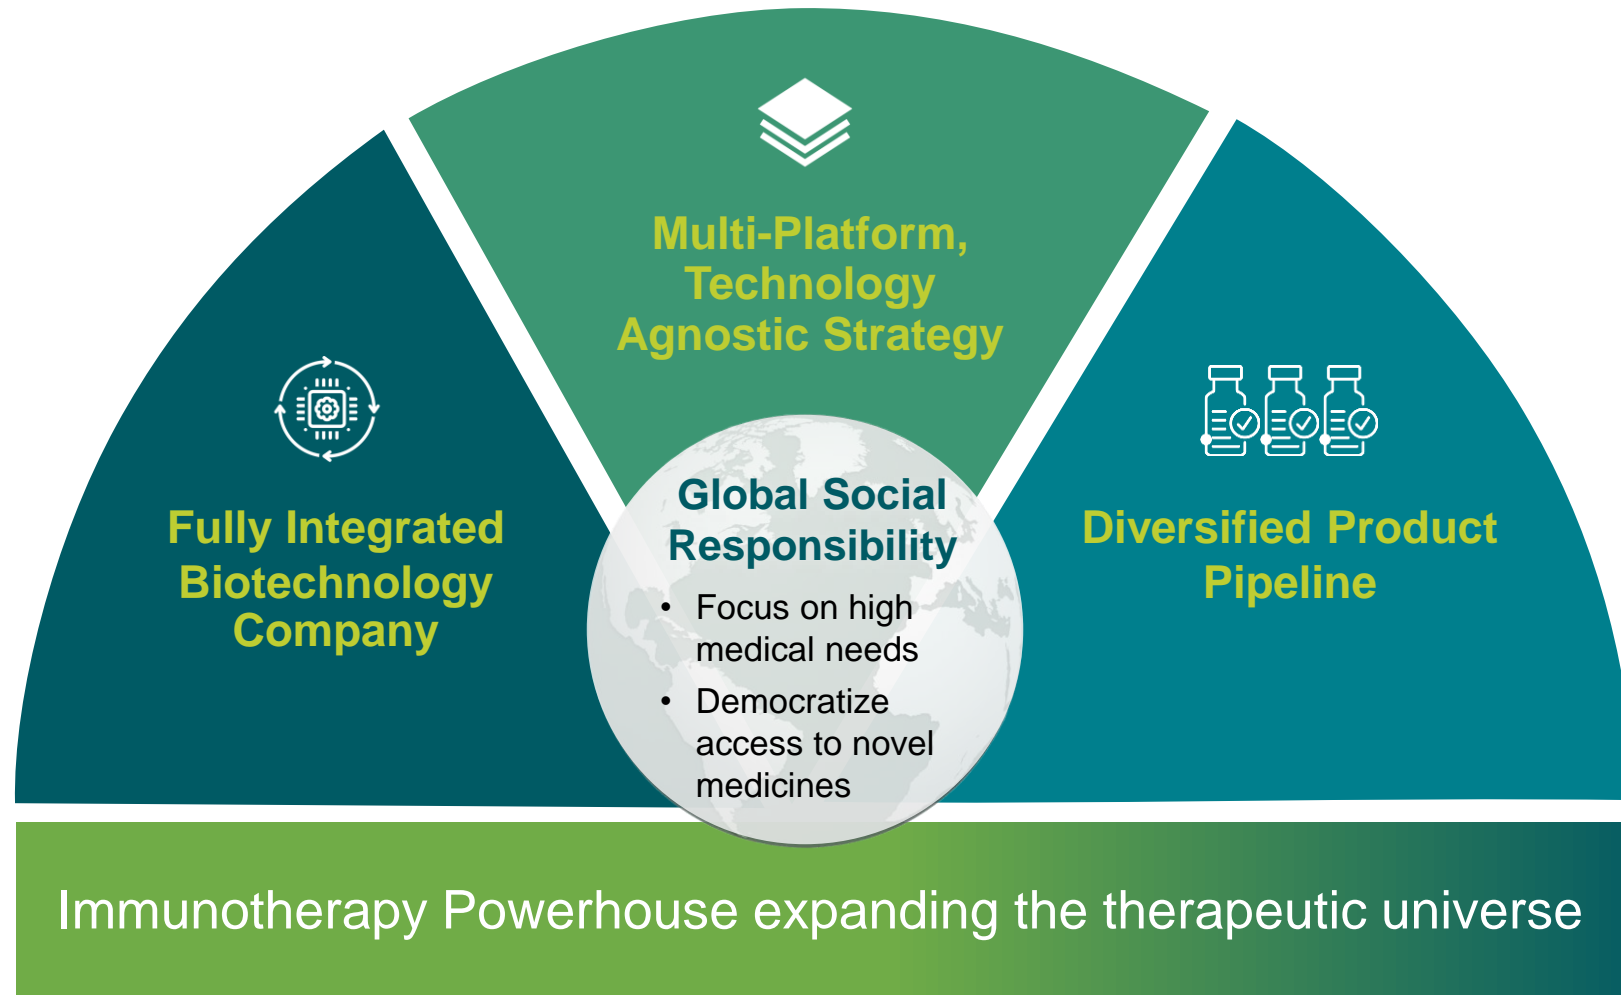 Multi-Platform,
Technology
Agnostic Strategy
Fully Integrated
Biotechnology
Company
Global Social
Responsibility
• Focus on high
medical needs
• Democratize
access to novel
medicines
Diversified Product
Pipeline
Immunotherapy Powerhouse expanding the therapeutic universe